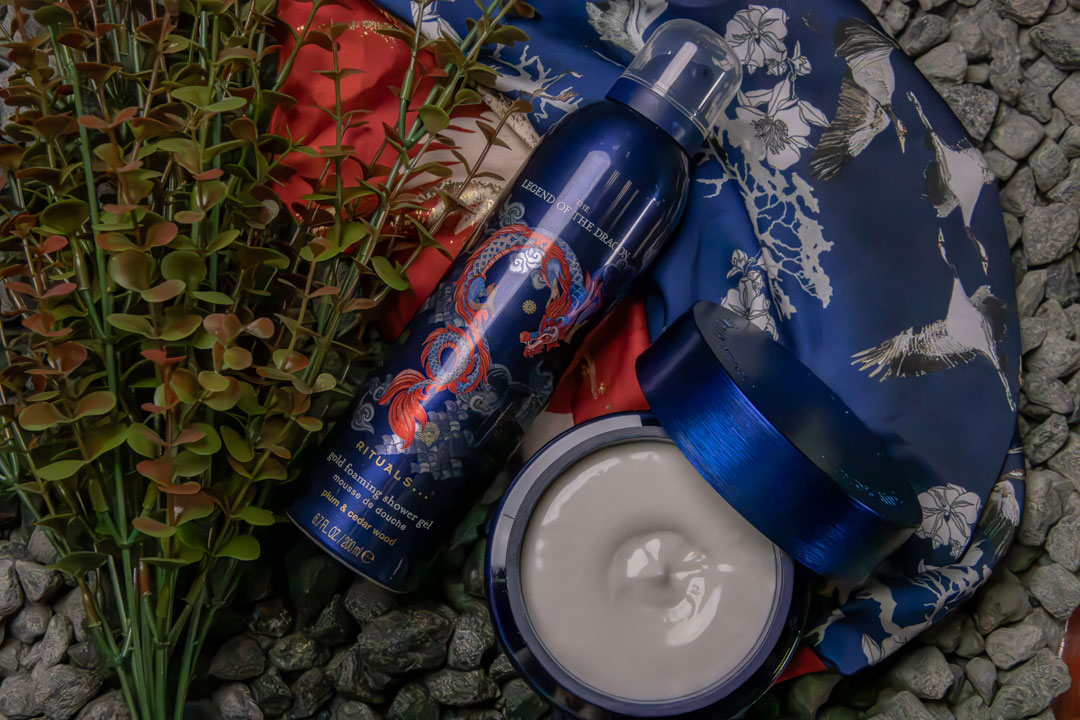 THE
LEGEND OF THE DRAGON
RITUALS...
gold foaming shower gel
mousse de douche
plum & cedar wood
6.7 FL.OZ. / 200 ml ℮